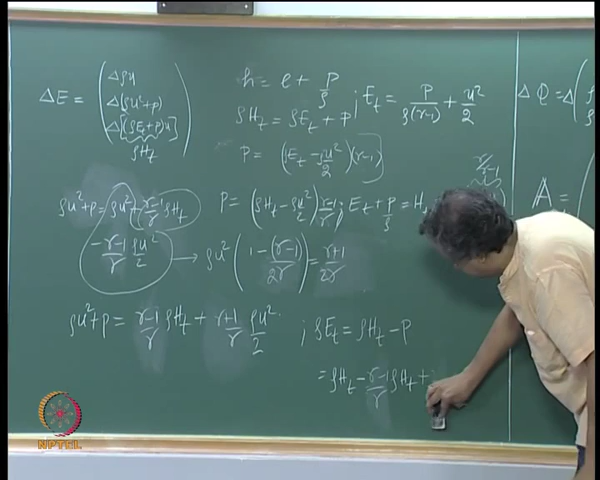 ΔE = ( Δρu
Δ(ρu²+p)
Δ[(ρE_t+p)u] )
ρH_t
h = e + P/ρ
ρH_t = ρE_t + p ; E_t = P/ρ(γ-1) + u²/2
P = (ρE_t - ρu²/2)(γ-1)
ρu²+p = ρu² + γ-1/γ ρH_t
- γ-1/γ ρu²/2 → ρu² (1 - (γ-1)/2γ) = γ+1/2γ
P = (ρH_t - ρu²/2) γ-1/γ ; E_t + p/ρ = H_t
ρu²+p = γ-1/γ ρH_t + γ+1/γ ρu²/2 ; ρE_t = ρH_t - p
= ρH_t - γ-1/γ ρH_t +
ΔQ = Δ(
A = (
NPTEL